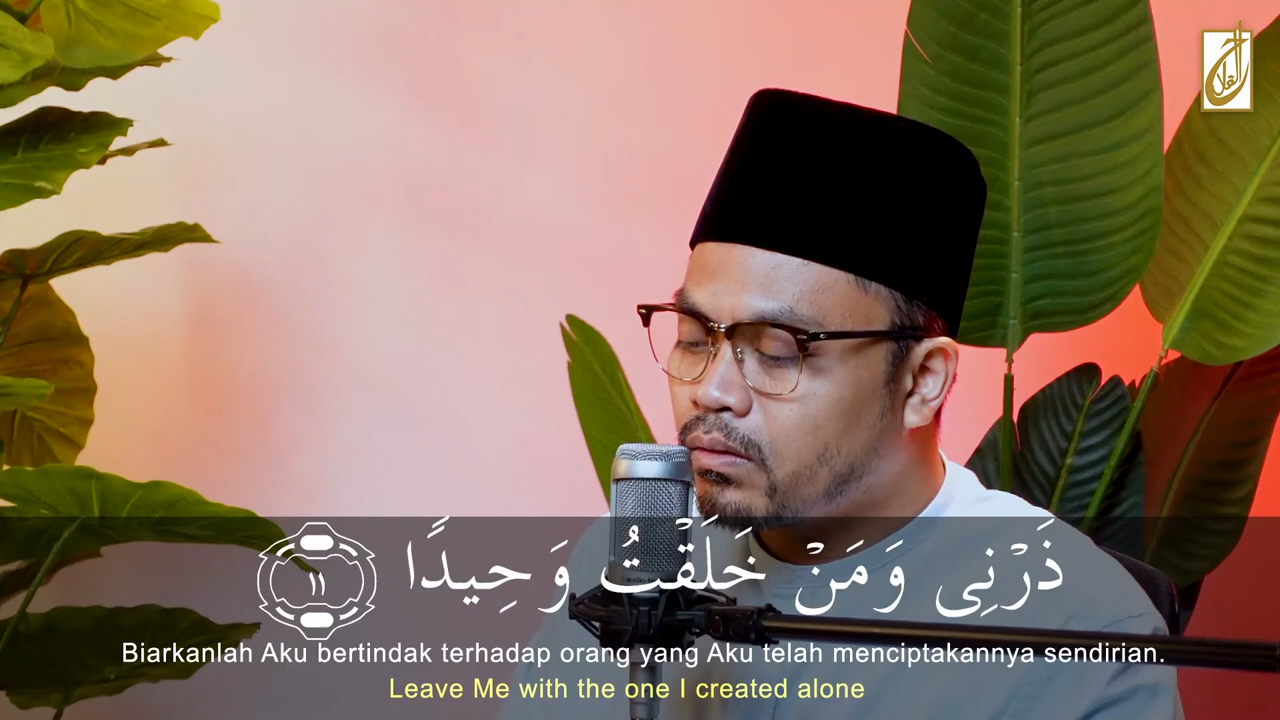 ذَرْنِى وَمَنْ خَلَقْتُ وَحِيدًا ١١
Biarkanlah Aku bertindak terhadap orang yang Aku telah menciptakannya sendirian.
Leave Me with the one I created alone